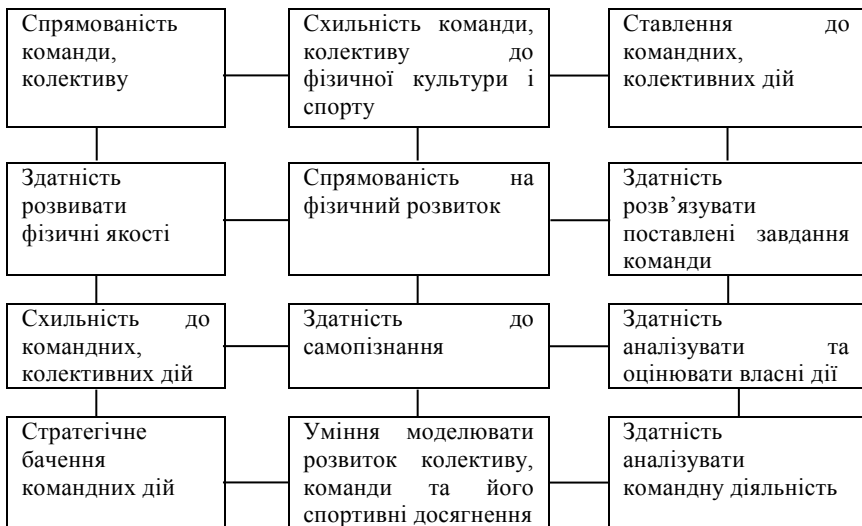 Спрямованість
команди,
колективу
Схильність команди,
колективу до
фізичної культури і
спорту
Ставлення до
командних,
колективних дій
Здатність
розвивати
фізичні якості
Спрямованість на
фізичний розвиток
Здатність
розв’язувати
поставлені завдання
команди
Схильність до
командних,
колективних дій
Здатність до
самопізнання
Здатність
аналізувати та
оцінювати власні дії
Стратегічне
бачення
командних дій
Уміння моделювати
розвиток колективу,
команди та його
спортивні досягнення
Здатність
аналізувати
командну діяльність